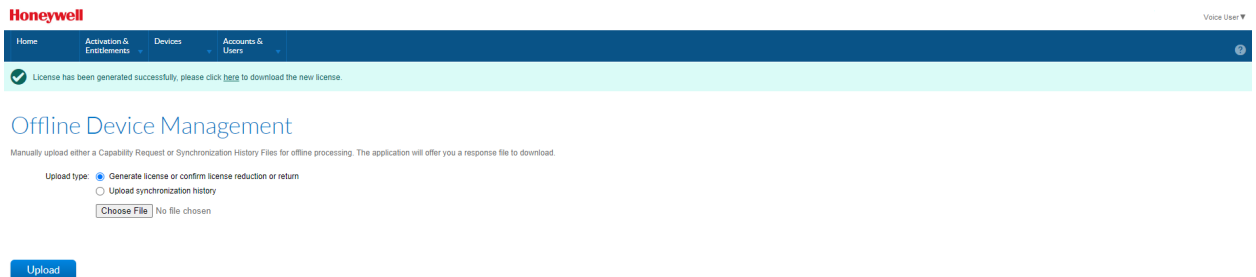 Honeywell
Voice User▼
Home
Activation &
Entitlements
Devices
Accounts &
Users
?
License has been generated successfully, please click here to download the new license.
Offline Device Management
Manually upload either a Capability Request or Synchronization History Files for offline processing. The application will offer you a response file to download.
Upload type: Generate license or confirm license reduction or return
Upload synchronization history
Choose File No file chosen
Upload